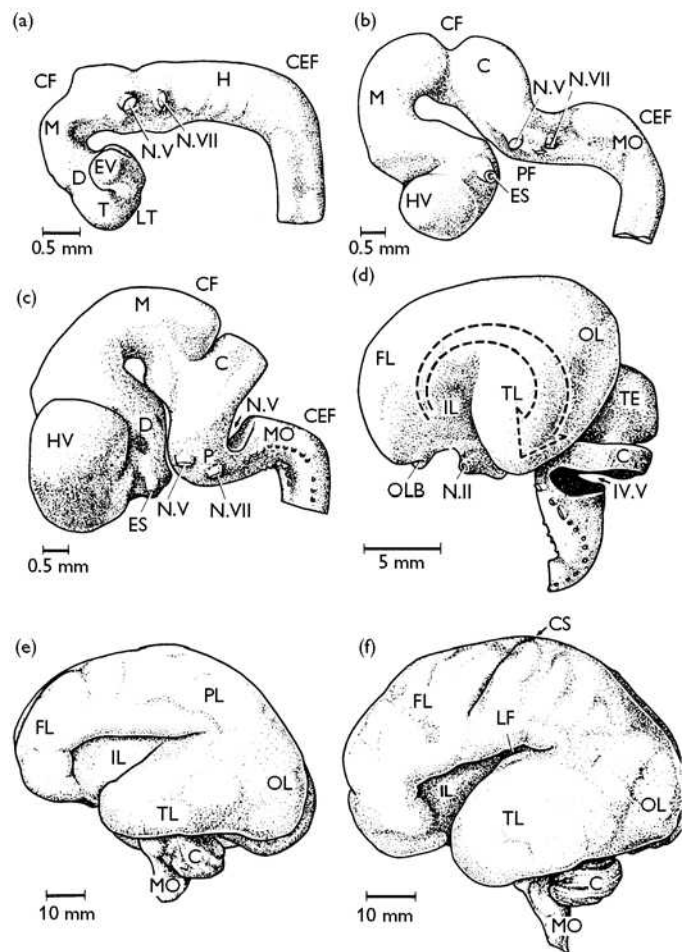 (a)
CF
H
CEF
M
N.V
N.VII
EV
D
T
LT
0.5 mm
(b)
CF
C
N.V
N.VII
M
CEF
MO
PF
HV
ES
0.5 mm
(c)
M
CF
C
N.V
CEF
D
MO
HV
P
ES
N.V
N.VII
0.5 mm
(d)
OL
FL
TL
IL
TE
C
OLB
N.II
IV.V
5 mm
(e)
PL
FL
IL
OL
TL
C
MO
10 mm
(f)
CS
FL
LF
IL
OL
TL
C
MO
10 mm